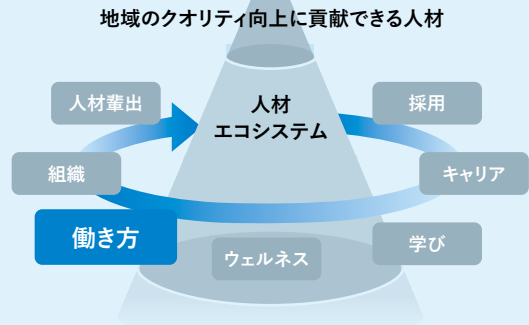 地域のクオリティ向上に貢献できる人材
人材輩出
人材
エコシステム
採用
組織
キャリア
働き方
ウェルネス
学び